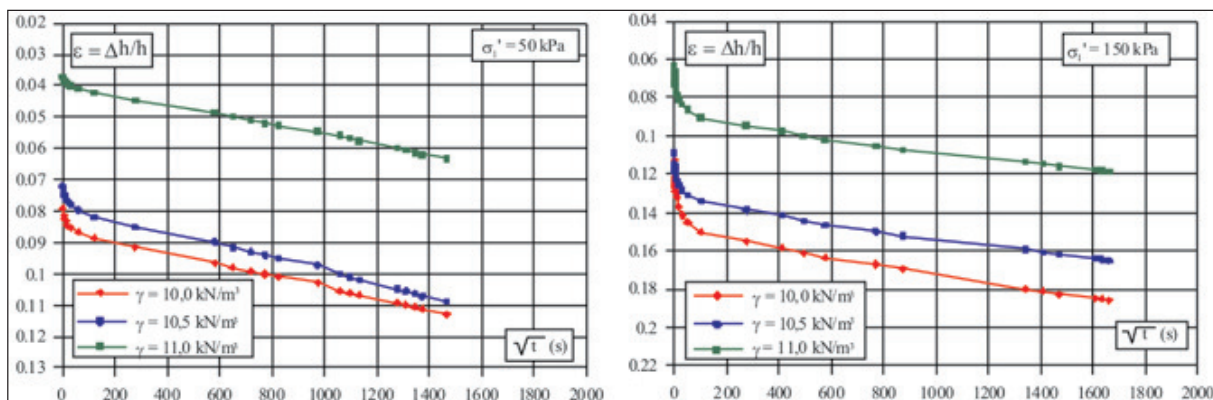 0.02
0.03
0.04
0.05
0.06
0.07
0.08
0.09
0.1
0.11
0.12
0.13
ε = Δh/h
σ₁' = 50 kPa
γ = 10,0 kN/m³
γ = 10,5 kN/m³
γ = 11,0 kN/m³
√t (s)
0 200 400 600 800 1000 1200 1400 1600 1800 2000
0.04
0.06
0.08
0.1
0.12
0.14
0.16
0.18
0.2
0.22
ε = Δh/h
σ₁' = 150 kPa
γ = 10,0 kN/m³
γ = 10,5 kN/m³
γ = 11,0 kN/m³
√t (s)
0 200 400 600 800 1000 1200 1400 1600 1800 2000